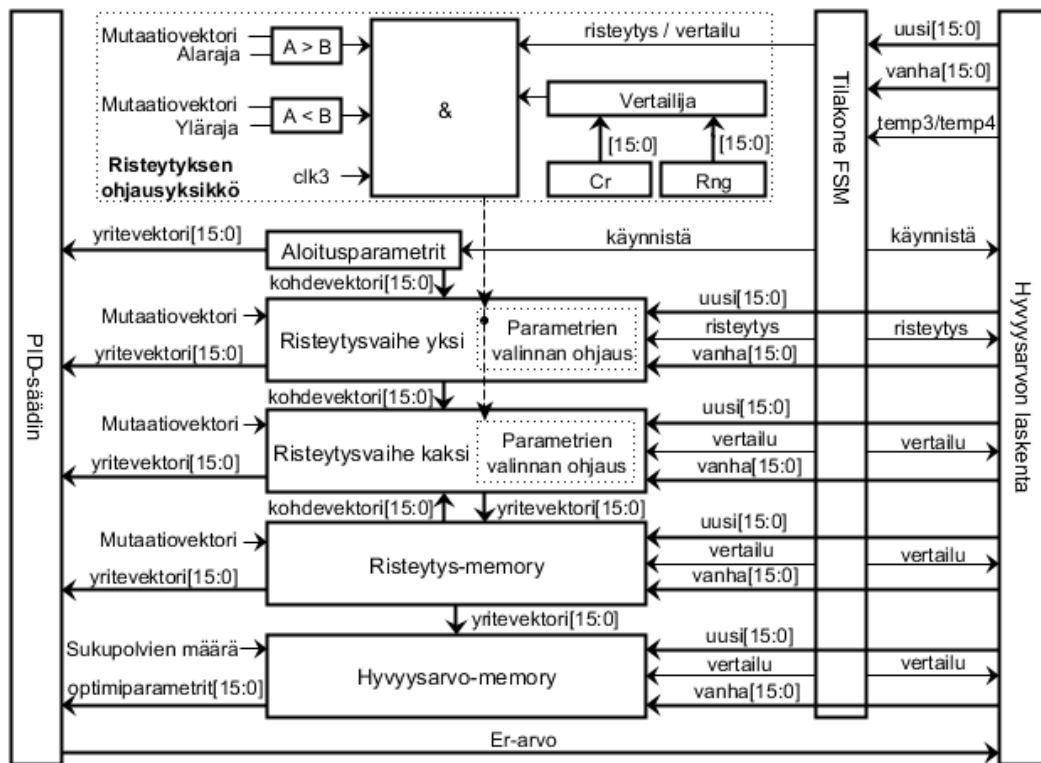 Mutaatiovektori
Alaraja
A > B
Mutaatiovektori
Yläraja
A < B
Risteytyksen
ohjausyksikkö
clk3
&
risteytys / vertailu
Vertailija
[15:0]
[15:0]
Cr
Rng
Tilakone FSM
uusi[15:0]
vanha[15:0]
temp3/temp4
PID-säädin
Hyvyysarvon laskenta
yritevektori[15:0]
Aloitusparametrit
käynnistä
käynnistä
kohdevektori[15:0]
Mutaatiovektori
yritevektori[15:0]
Risteytysvaihe yksi
Parametrien
valinnan ohjaus
uusi[15:0]
risteytys
risteytys
vanha[15:0]
kohdevektori[15:0]
Mutaatiovektori
yritevektori[15:0]
Risteytysvaihe kaksi
Parametrien
valinnan ohjaus
uusi[15:0]
vertailu
vertailu
vanha[15:0]
kohdevektori[15:0]
yritevektori[15:0]
Mutaatiovektori
yritevektori[15:0]
Risteytys-memory
uusi[15:0]
vertailu
vertailu
vanha[15:0]
yritevektori[15:0]
Sukupolvien määrä
optimiparametrit[15:0]
Hyvyysarvo-memory
uusi[15:0]
vertailu
vertailu
vanha[15:0]
Er-arvo